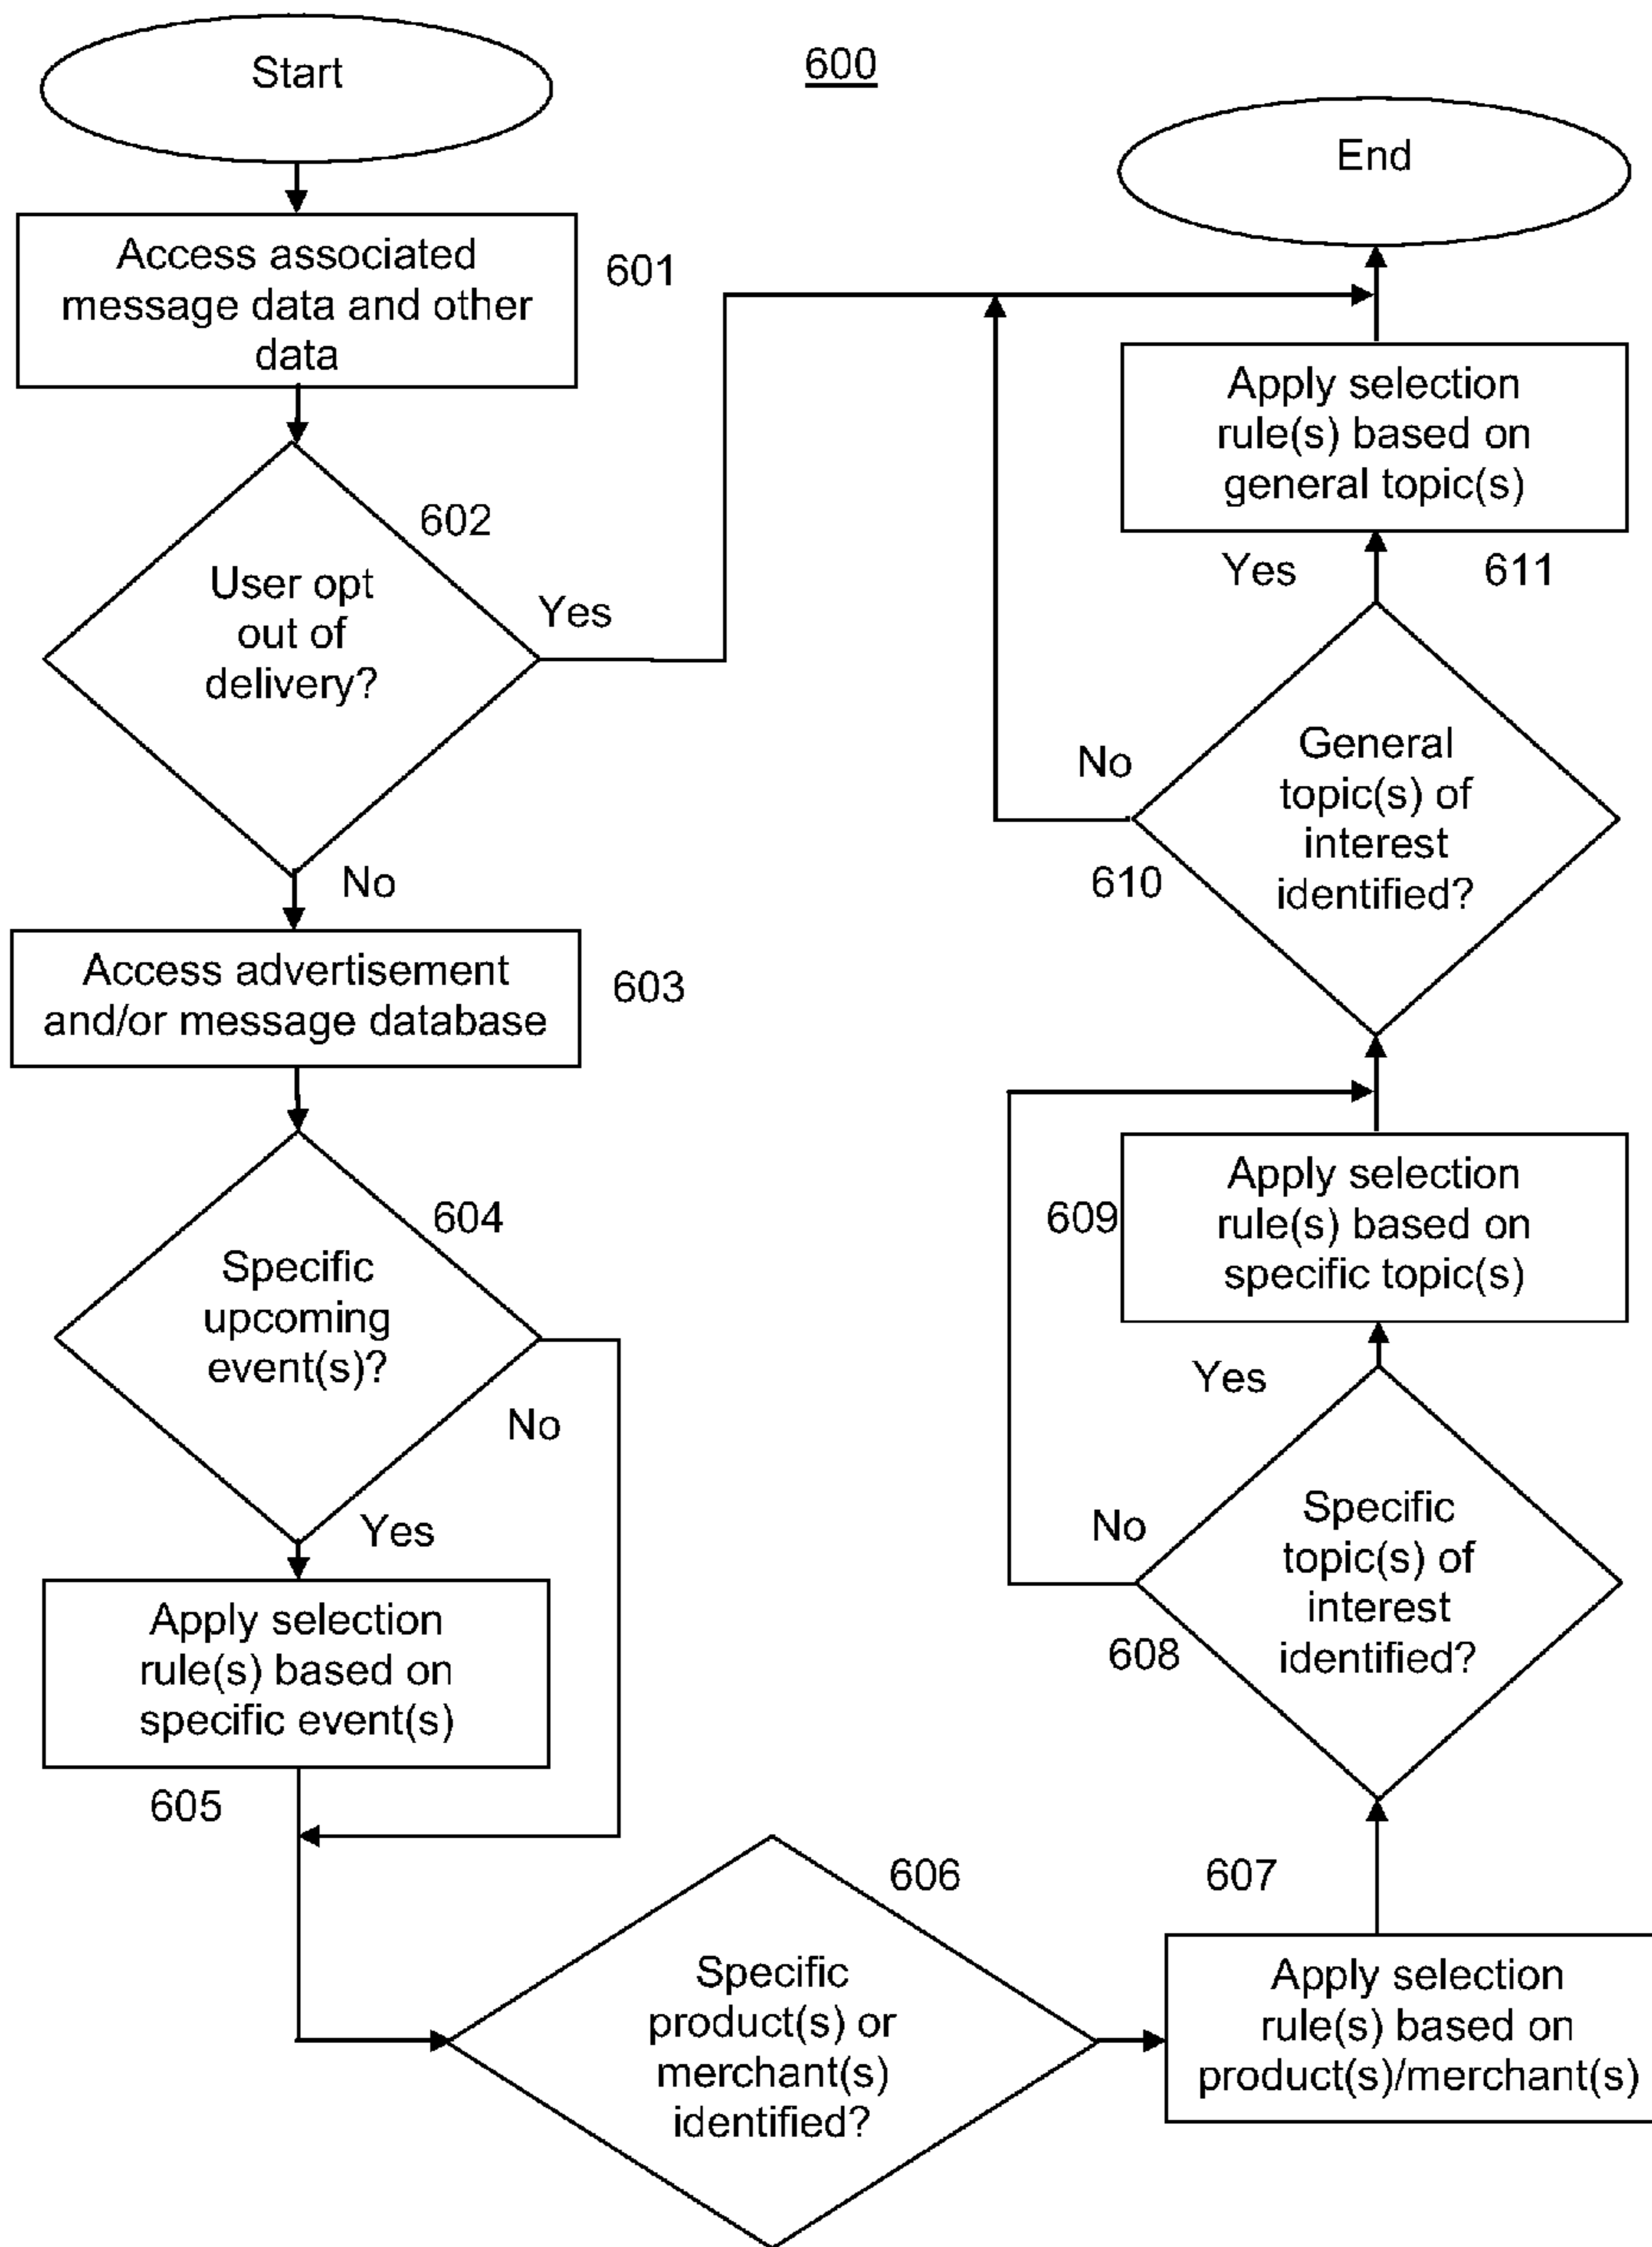 600
Start
Access associated
message data and other
data
601
602
User opt
out of
delivery?
Yes
No
Access advertisement
and/or message database
603
604
Specific
upcoming
event(s)?
No
Yes
Apply selection
rule(s) based on
specific event(s)
605
606
Specific
product(s) or
merchant(s)
identified?
607
Apply selection
rule(s) based on
product(s)/merchant(s)
608
Specific
topic(s) of
interest
identified?
No
Yes
609
Apply selection
rule(s) based on
specific topic(s)
610
General
topic(s) of
interest
identified?
No
Yes
611
Apply selection
rule(s) based on
general topic(s)
End